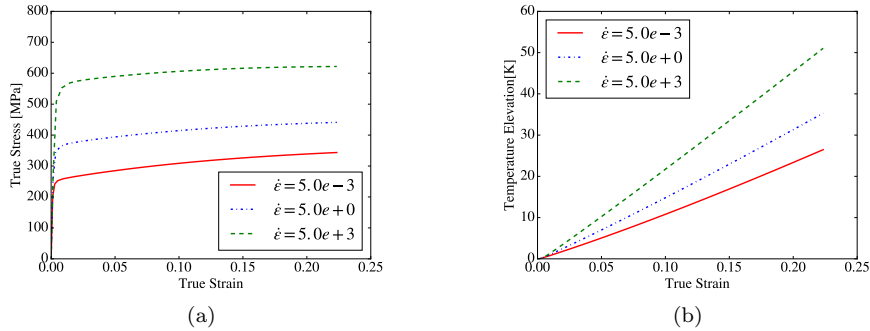 800
700
600
500
400
300
200
100
0
True Stress [MPa]
0.00 0.05 0.10 0.15 0.20 0.25
True Strain
ε̇ = 5.0e−3
ε̇ = 5.0e+0
ε̇ = 5.0e+3
(a)
60
50
40
30
20
10
0
Temperature Elevation[K]
0.00 0.05 0.10 0.15 0.20 0.25
True Strain
ε̇ = 5.0e−3
ε̇ = 5.0e+0
ε̇ = 5.0e+3
(b)